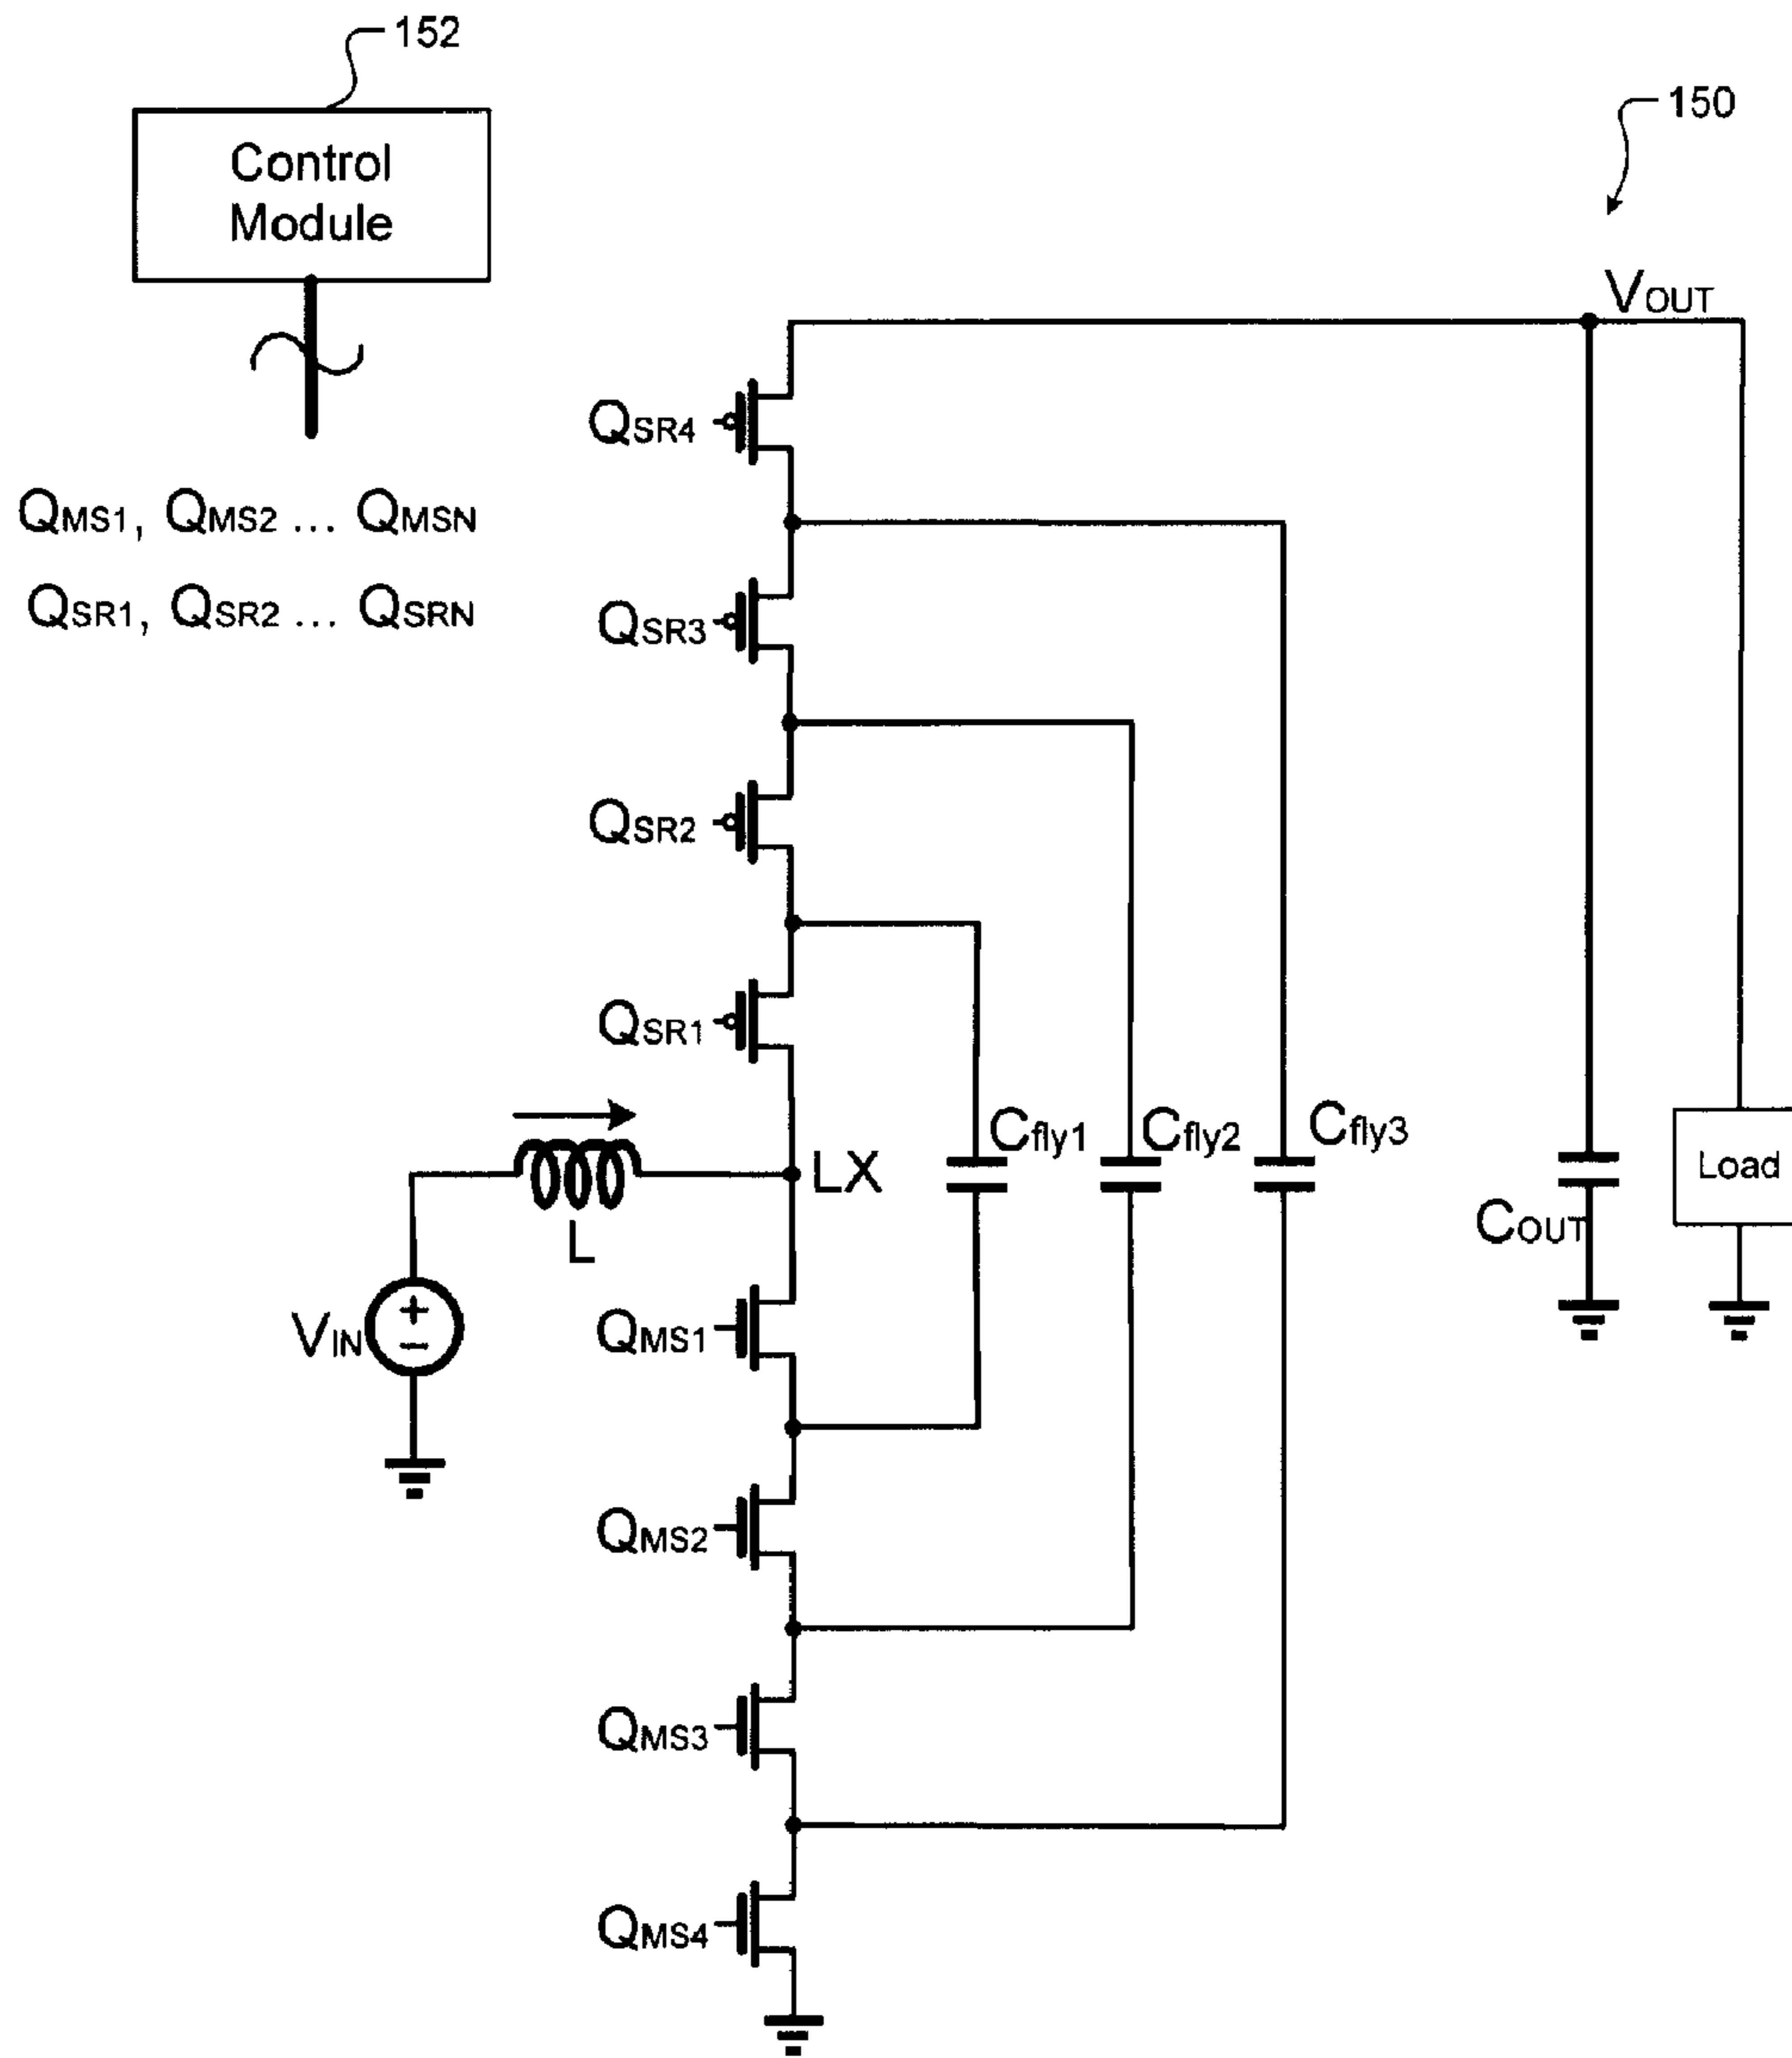 152
150
Control
Module
VOUT
QSR4
QMS1, QMS2 ... QMSN
QSR3
QSR1, QSR2 ... QSRN
QSR2
QSR1
Cfly1
Cfly2
Cfly3
LX
Load
COUT
L
VIN
+
−
QMS1
QMS2
QMS3
QMS4